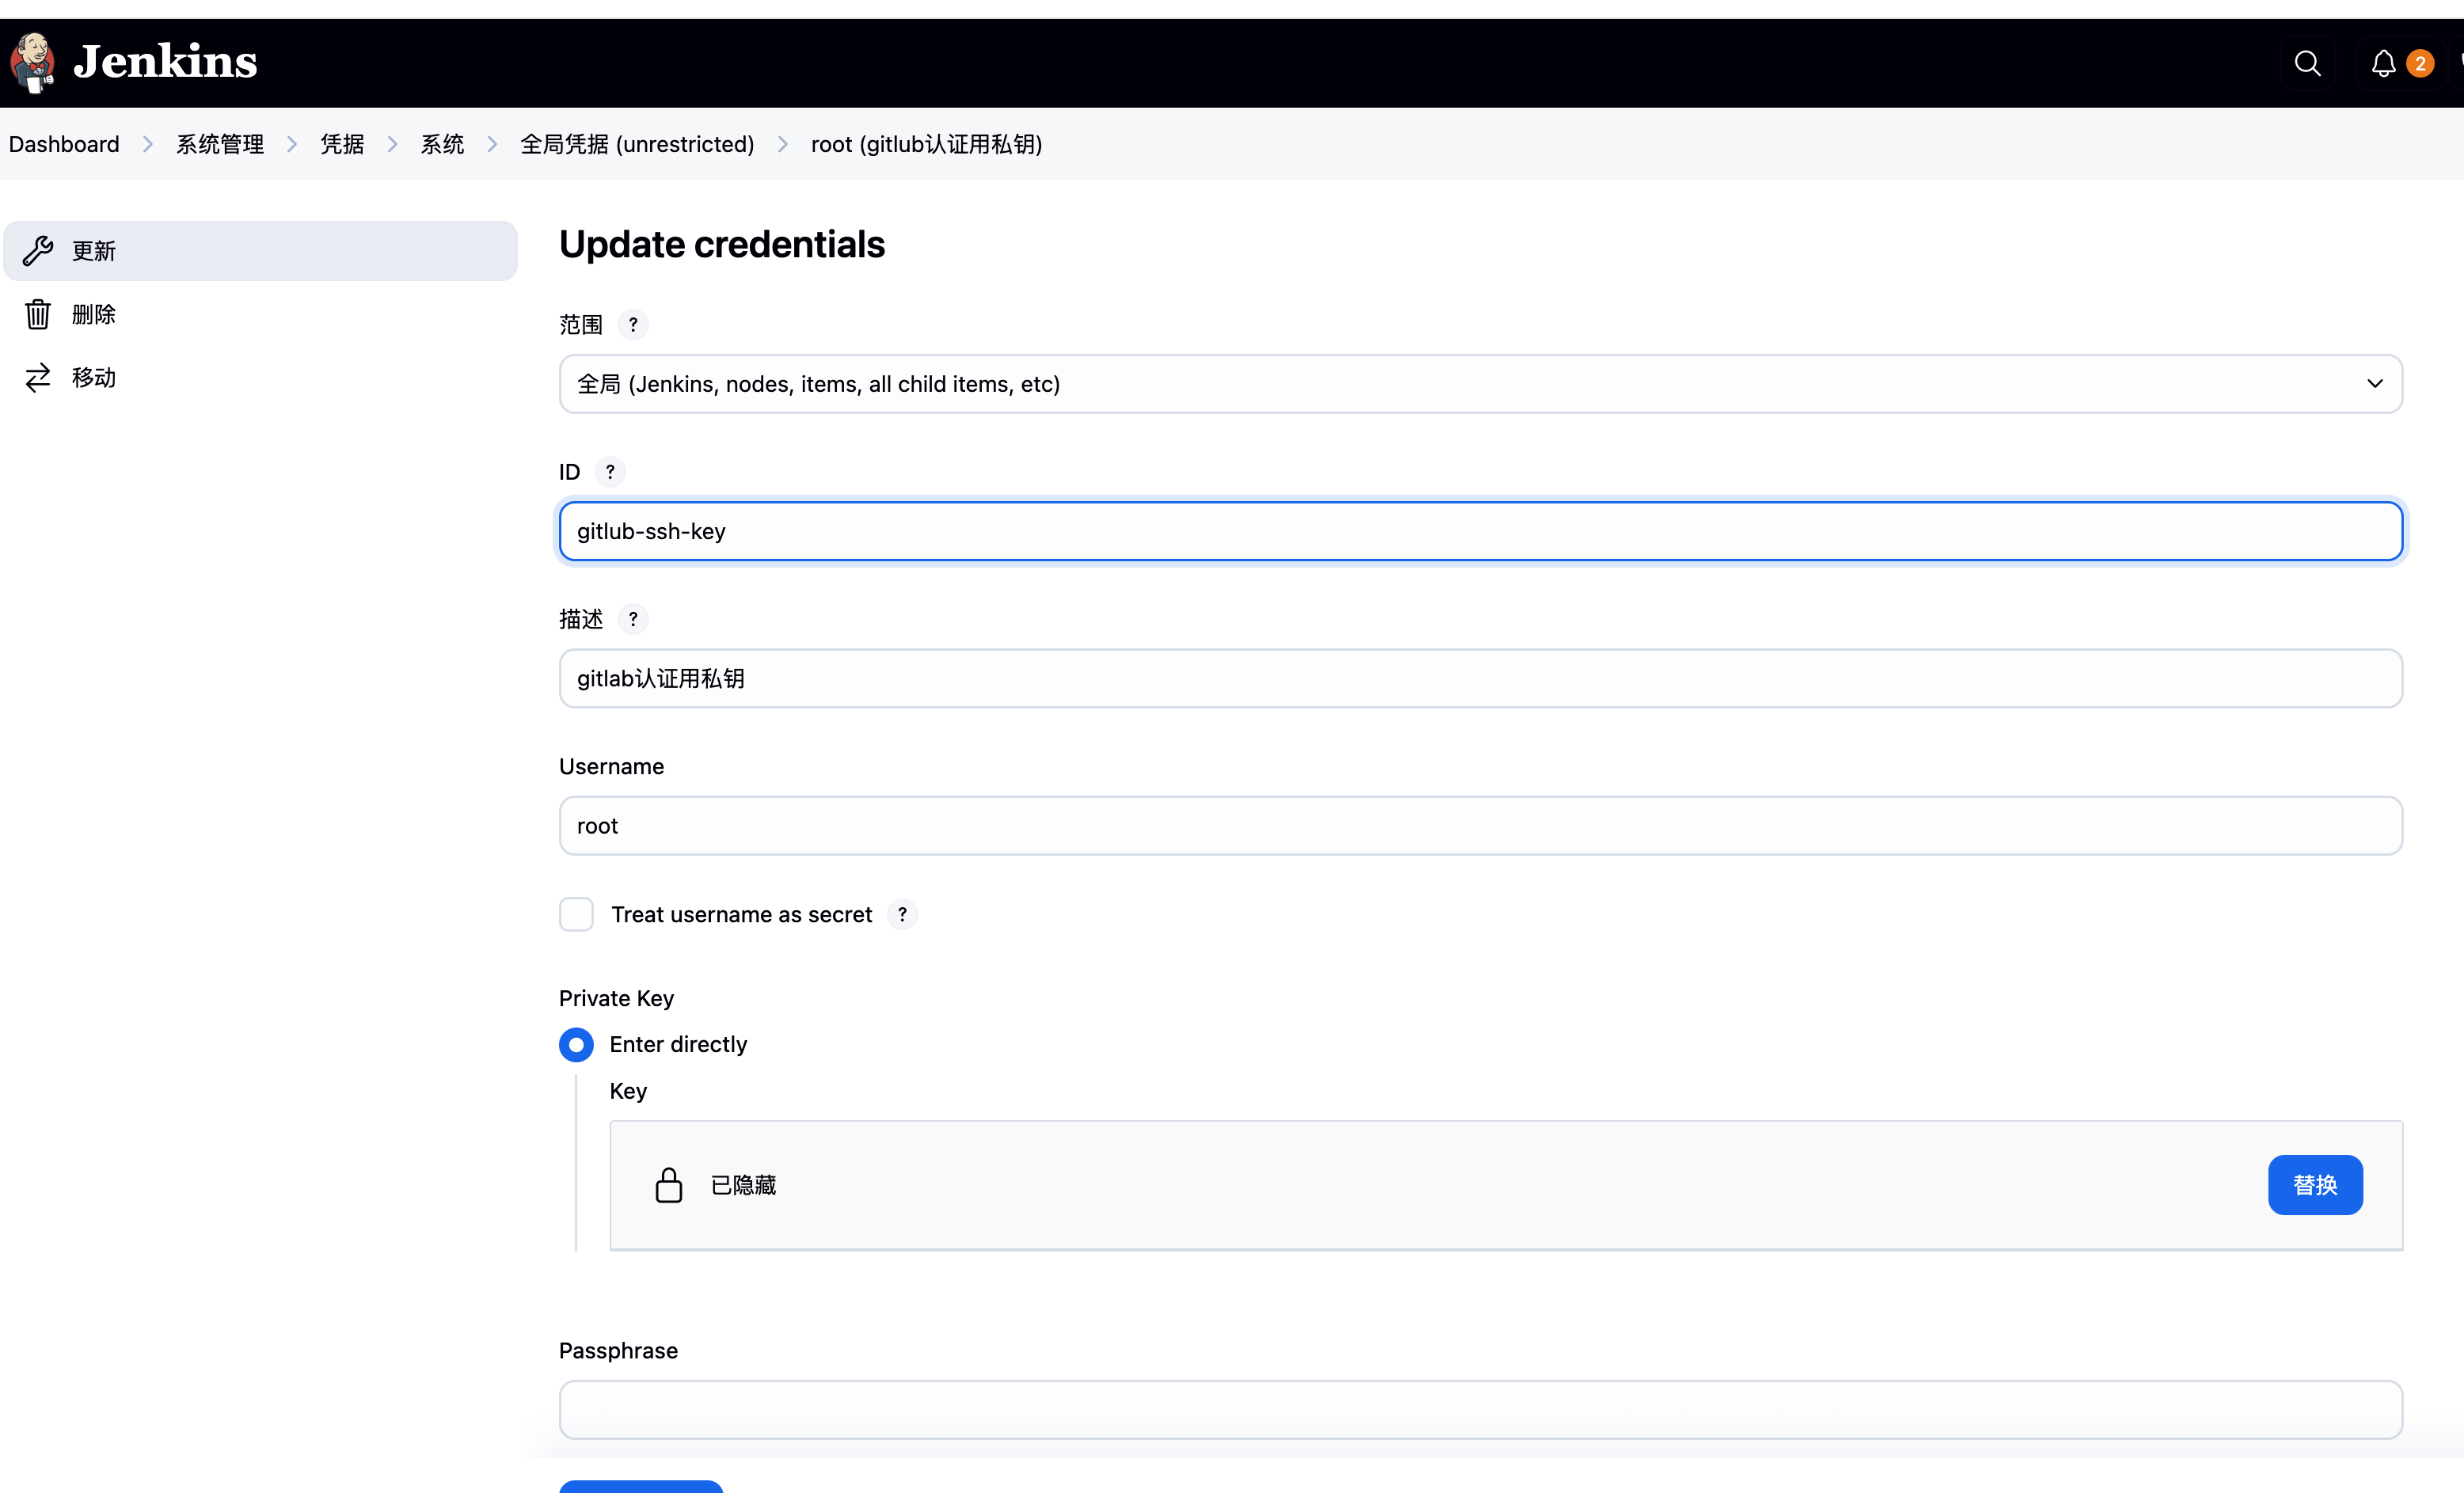 Jenkins
2
Dashboard > 系统管理 > 凭据 > 系统 > 全局凭据 (unrestricted) > root (gitlub认证用私钥)
更新
删除
移动
Update credentials
范围 ?
全局 (Jenkins, nodes, items, all child items, etc)
ID ?
gitlub-ssh-key
描述 ?
gitlab认证用私钥
Username
root
Treat username as secret ?
Private Key
Enter directly
Key
已隐藏
替换
Passphrase